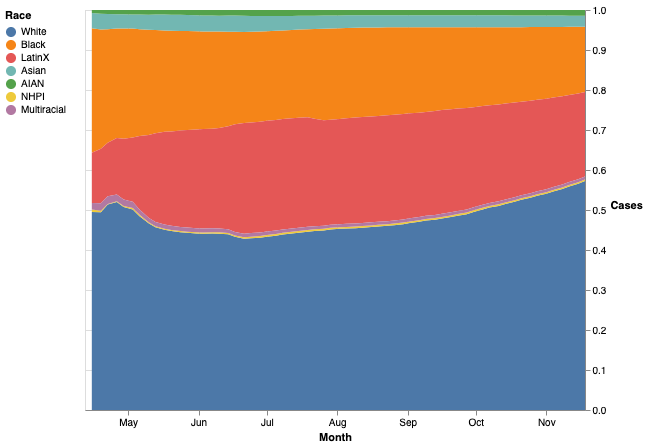 Race
White
Black
LatinX
Asian
AIAN
NHPI
Multiracial
1.0
0.9
0.8
0.7
0.6
0.5
0.4
0.3
0.2
0.1
0.0
Cases
May Jun Jul Aug Sep Oct Nov
Month